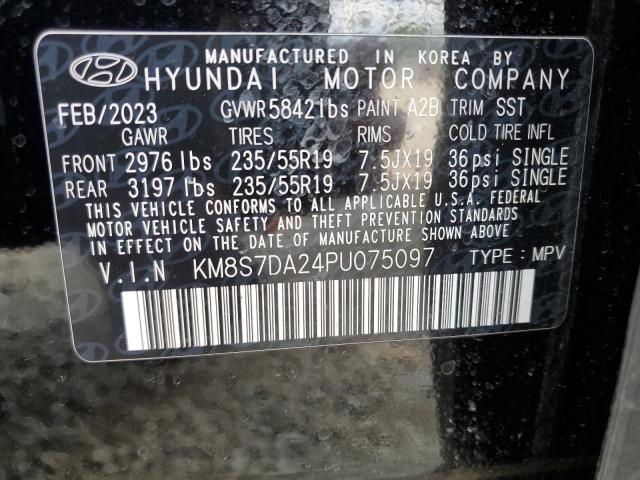 MANUFACTURED IN KOREA BY
HYUNDAI MOTOR COMPANY
FEB/2023 GVWR 5842lbs PAINT A2B TRIM SST
GAWR TIRES RIMS COLD TIRE INFL
FRONT 2976 lbs 235/55R19 7.5JX19 36psi SINGLE
REAR 3197 lbs 235/55R19 7.5JX19 36psi SINGLE
THIS VEHICLE CONFORMS TO ALL APPLICABLE U.S.A. FEDERAL
MOTOR VEHICLE SAFETY AND THEFT PREVENTION STANDARDS
IN EFFECT ON THE DATE OF MANUFACTURE SHOWN ABOVE
V.I.N KM8S7DA24PU075097 TYPE : MPV